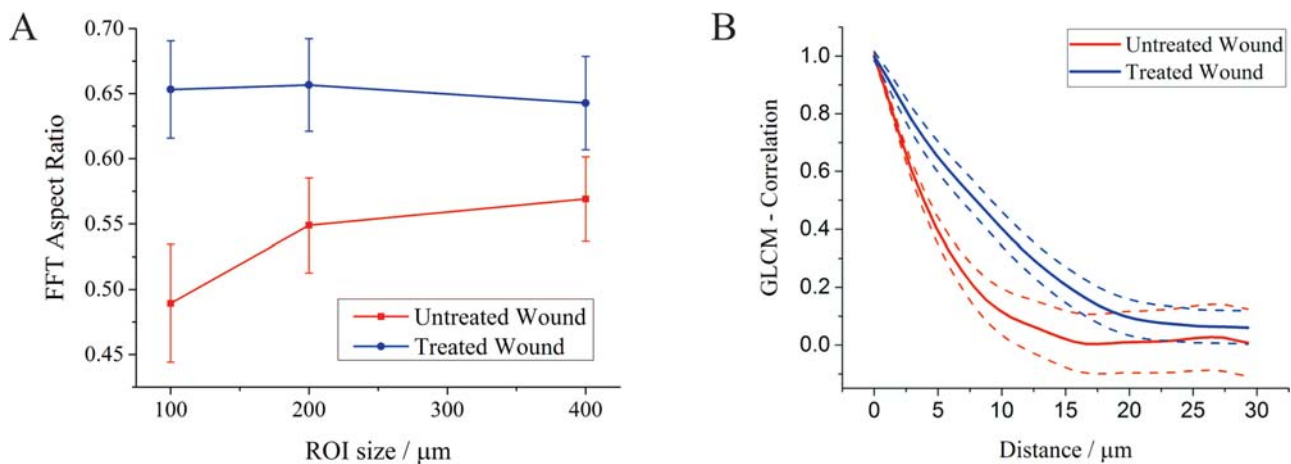 A
FFT Aspect Ratio
0.70
0.65
0.60
0.55
0.50
0.45
100
200
300
400
ROI size / μm
Untreated Wound
Treated Wound
B
GLCM - Correlation
1.0
0.8
0.6
0.4
0.2
0.0
0
5
10
15
20
25
30
Distance / μm
Untreated Wound
Treated Wound